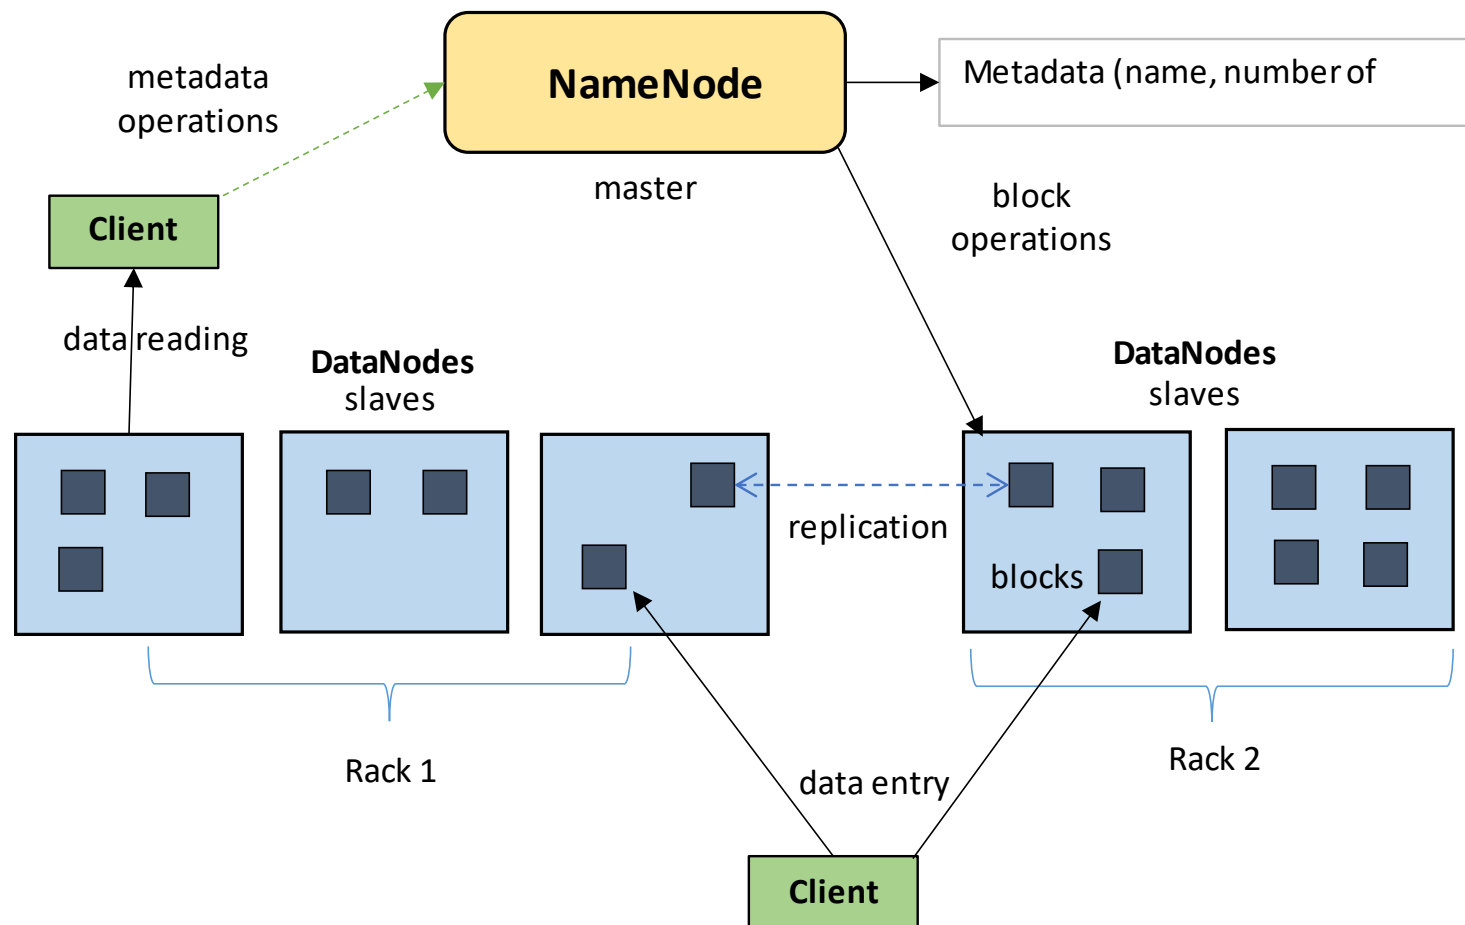 metadata
operations
NameNode
Metadata (name, number of
master
Client
block
operations
data reading
DataNodes
slaves
DataNodes
slaves
replication
blocks
Rack 1
Rack 2
data entry
Client